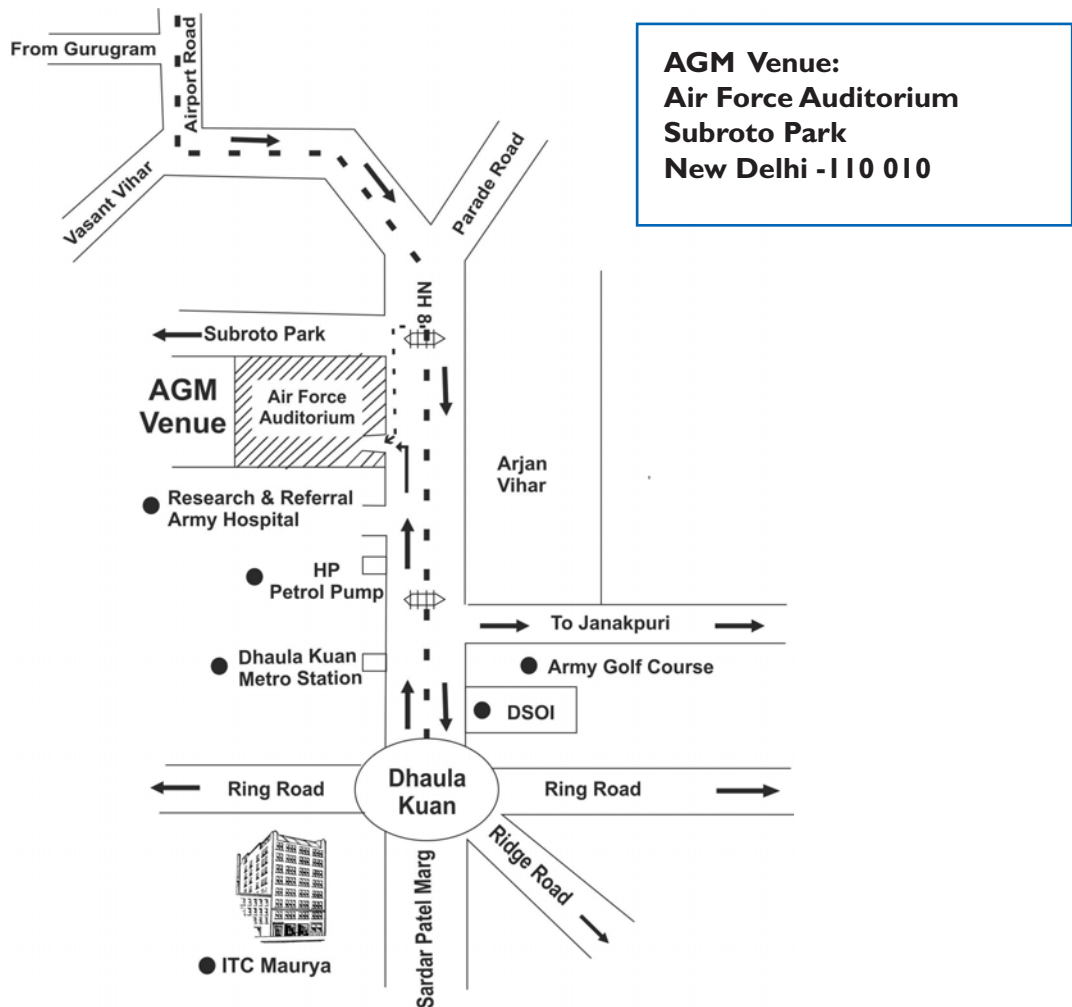 From Gurugram
Airport Road
AGM Venue:
Air Force Auditorium
Subroto Park
New Delhi -110 010
Vasant Vihar
Parade Road
NH 8
Subroto Park
AGM
Venue
Air Force
Auditorium
Arjan
Vihar
Research & Referral
Army Hospital
HP
Petrol Pump
To Janakpuri
Dhaula Kuan
Metro Station
Army Golf Course
DSOI
Ring Road
Dhaula
Kuan
Ring Road
Ridge Road
Sardar Patel Marg
ITC Maurya